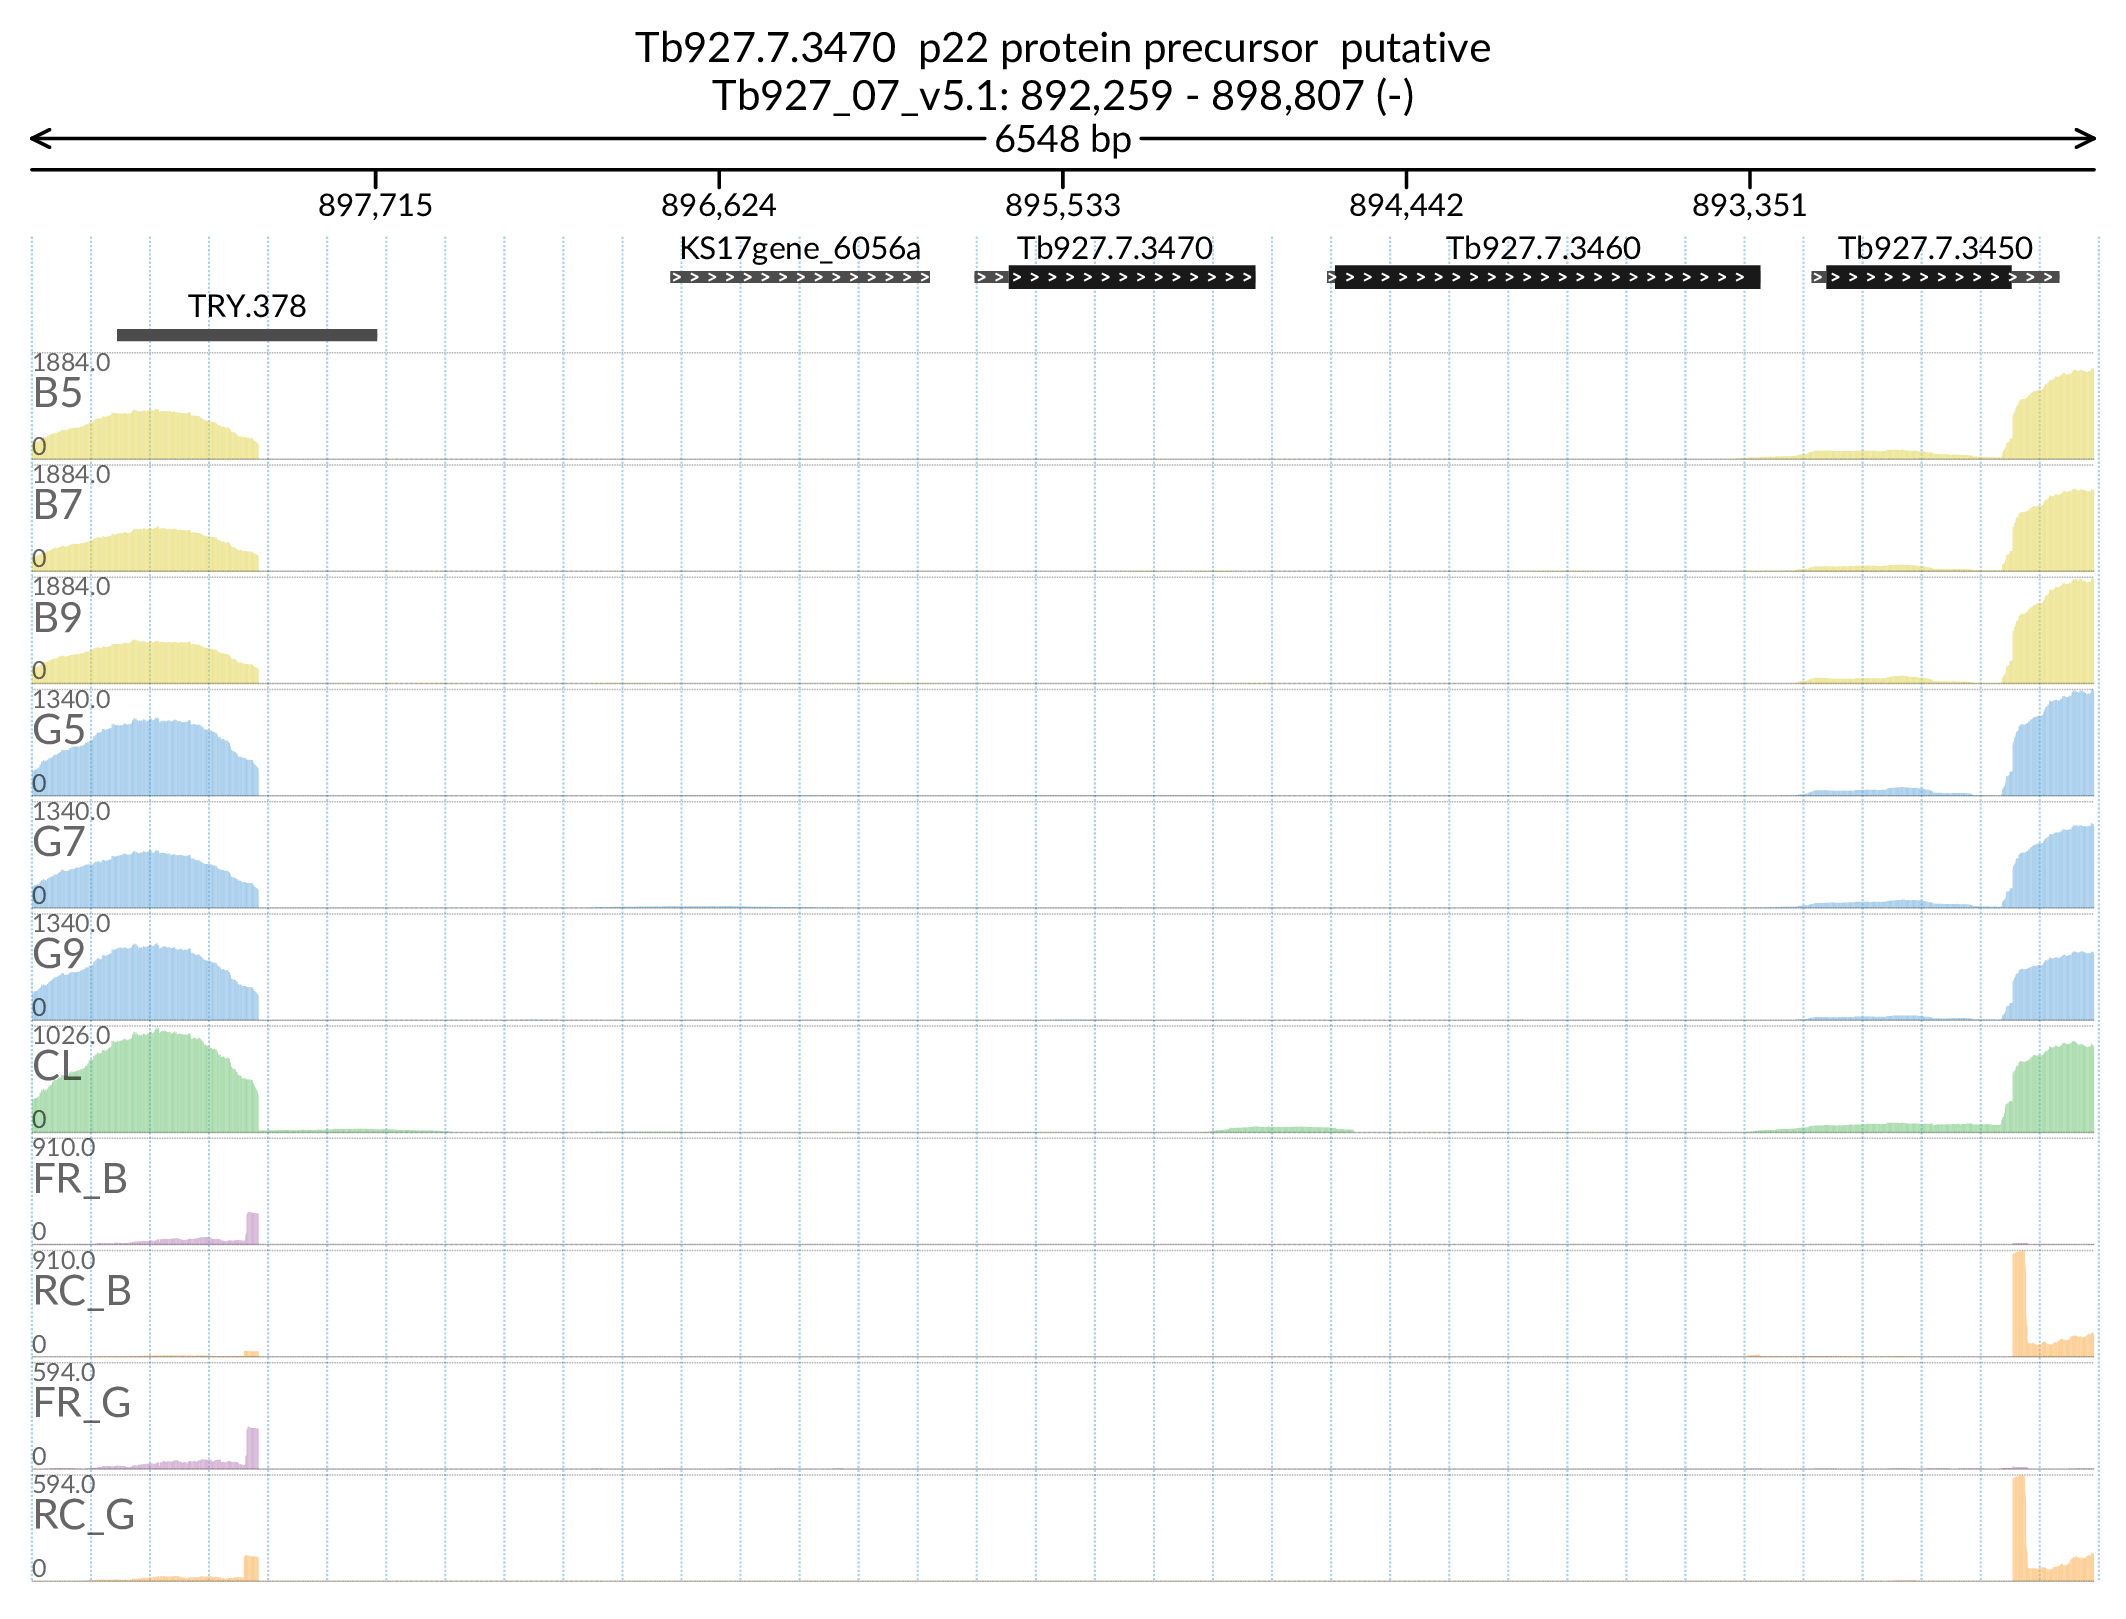 Tb927.7.3470  p22 protein precursor  putative
Tb927_07_v5.1: 892,259 - 898,807 (-)
6548 bp
897,715 896,624 895,533 894,442 893,351
KS17gene_6056a Tb927.7.3470 Tb927.7.3460 Tb927.7.3450
TRY.378
1884.0
B5
0
1884.0
B7
0
1884.0
B9
0
1340.0
G5
0
1340.0
G7
0
1340.0
G9
0
1026.0
CL
0
910.0
FR_B
0
910.0
RC_B
0
594.0
FR_G
0
594.0
RC_G
0